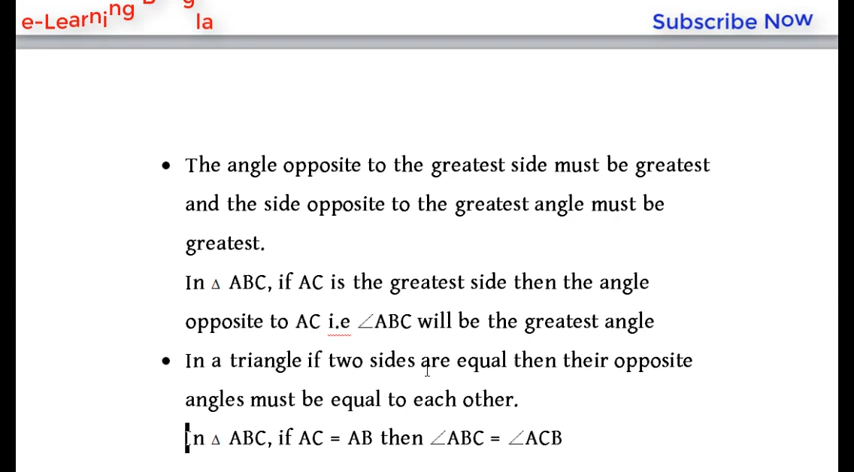 e-Learning
la
Subscribe Now
• The angle opposite to the greatest side must be greatest
and the side opposite to the greatest angle must be
greatest.
In △ ABC, if AC is the greatest side then the angle
opposite to AC i.e ∠ABC will be the greatest angle
• In a triangle if two sides are equal then their opposite
angles must be equal to each other.
In △ ABC, if AC = AB then ∠ABC = ∠ACB